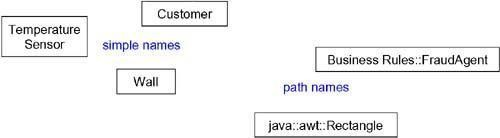 Customer
Temperature
Sensor
simple names
Business Rules::FraudAgent
Wall
path names
java::awt::Rectangle